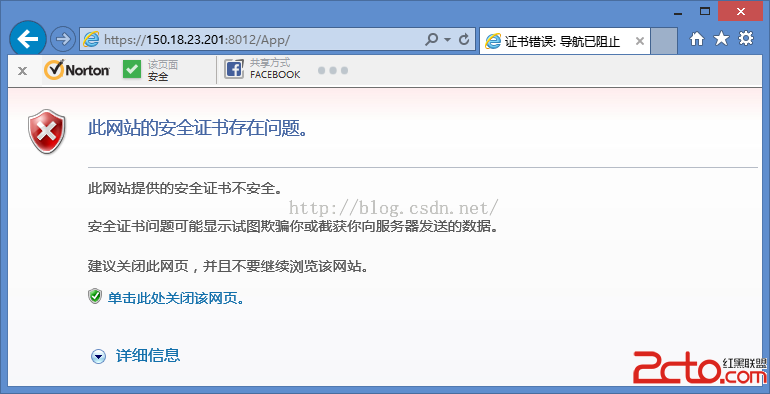 https://150.18.23.201:8012/App/
证书错误: 导航已阻止
Norton
该页面
安全
共享方式
FACEBOOK
此网站的安全证书存在问题。
此网站提供的安全证书不安全。
http://blog.csdn.net/
安全证书问题可能显示试图欺骗你或截获你向服务器发送的数据。
建议关闭此网页，并且不要继续浏览该网站。
单击此处关闭该网页。
详细信息
2cto.com
红黑联盟